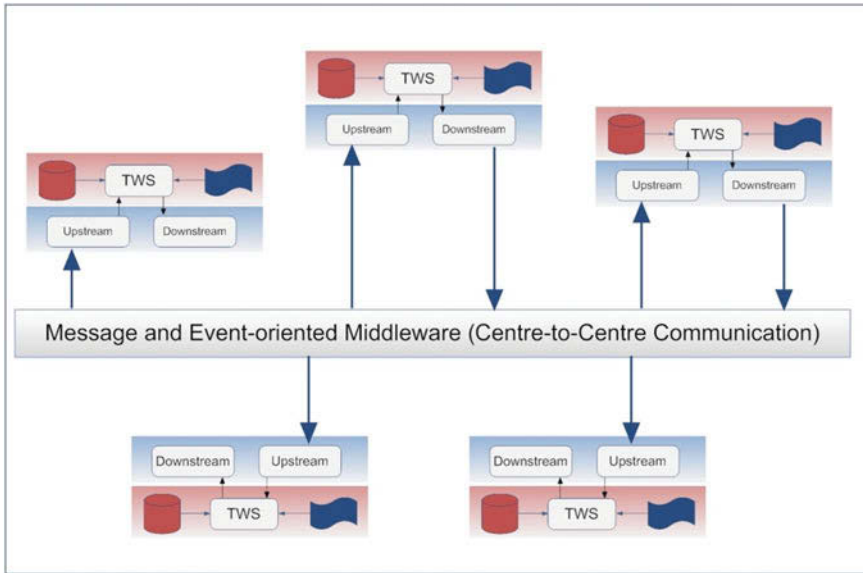 TWS
Upstream
Downstream
TWS
Upstream
Downstream
TWS
Upstream
Downstream
Message and Event-oriented Middleware (Centre-to-Centre Communication)
Downstream
Upstream
TWS
Downstream
Upstream
TWS